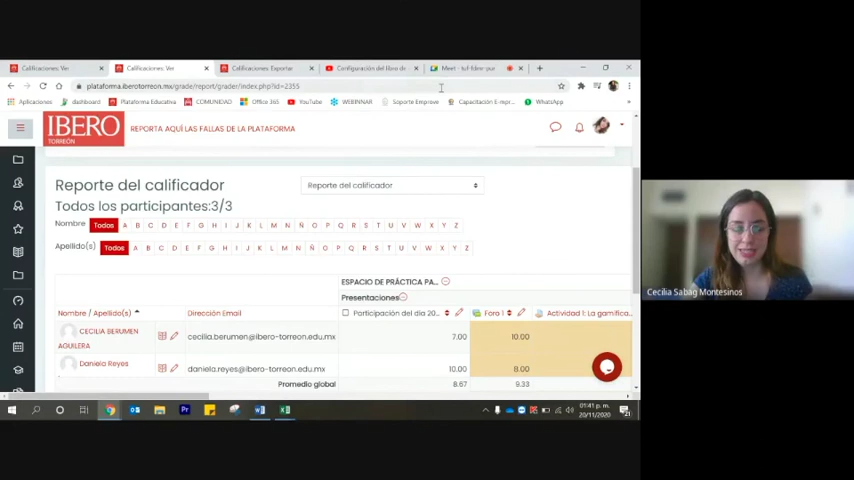 Calificaciones: Ver
Calificaciones: Ver
Calificaciones: Exportar
Configuración del libro de
Meet - tuf-fbre-pur
plataforma.iberotorreon.mx/grade/report/grader/index.php?id=2355
Aplicaciones
dashboard
Plataforma Educativa
COMUNIDAD
Office 365
YouTube
WEBINNAR
Soporte Emprove
Capacitación E-repr...
WhatsApp
IBERO
TORREÓN
REPORTA AQUÍ LAS FALLAS DE LA PLATAFORMA
Reporte del calificador
Reporte del calificador
Todos los participantes:3/3
Nombre Todos A B C D E F G H I J K L M N Ñ O P Q R S T U V W X Y Z
Apellido(s) Todos A B C D E F G H I J K L M N Ñ O P Q R S T U V W X Y Z
ESPACIO DE PRÁCTICA PA...
Presentaciones
Nombre / Apellido(s) Dirección Email Participación del día 20... Foro 1 Actividad 1: La gamifica...
CECILIA BERUMEN AGUILERA cecilia.berumen@ibero-torreon.edu.mx 7.00 10.00
Daniela Reyes daniela.reyes@ibero-torreon.edu.mx 10.00 8.00
Promedio global 8.67 9.33
01:41 p. m.
20/11/2020
Cecilia Sabag Montesinos